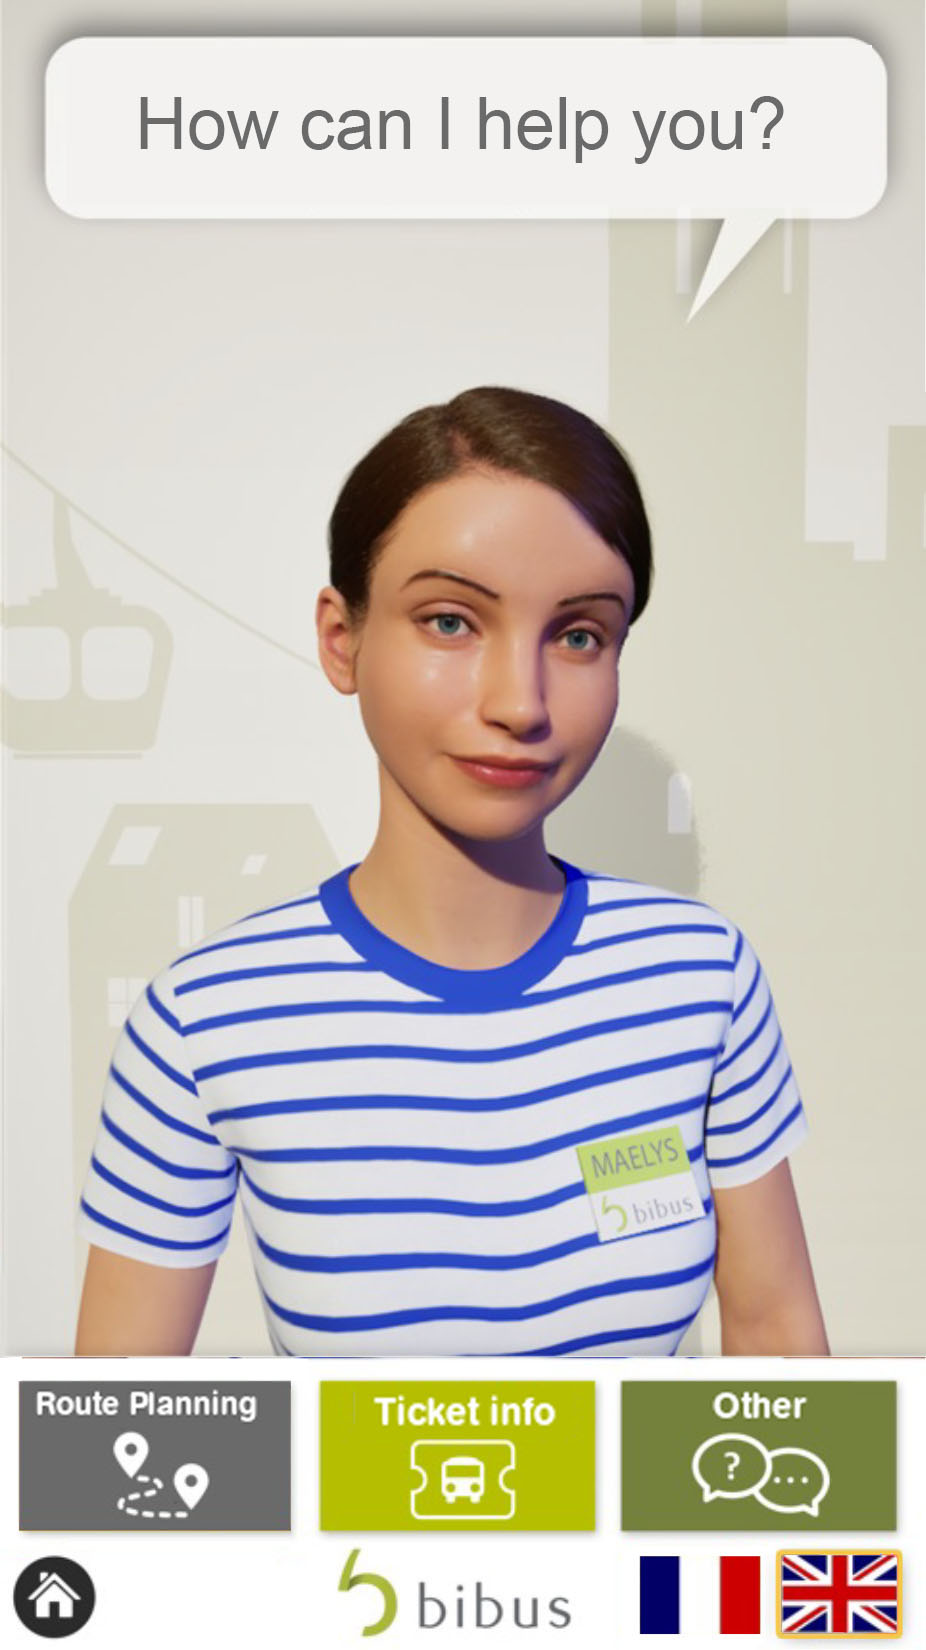 How can I help you?
MAELYS
bibus
Route Planning
Ticket info
Other
?
...
bibus